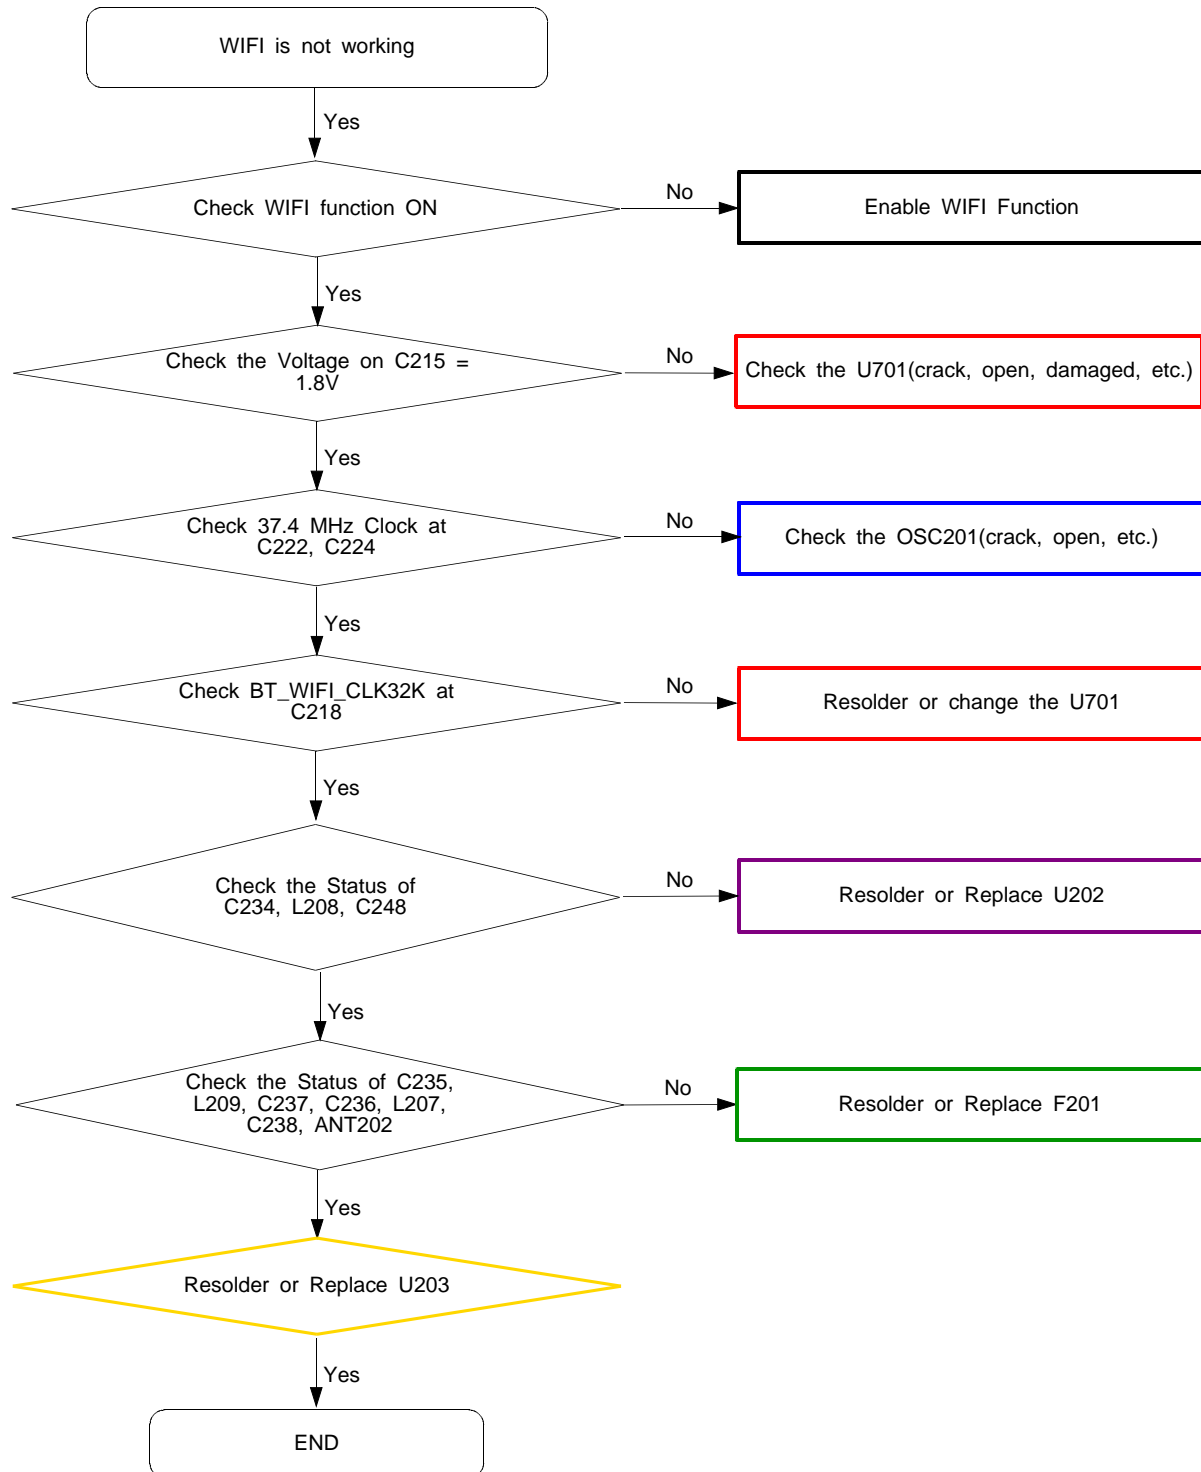 WIFI is not working
Yes
Check WIFI function ON
No
Enable WIFI Function
Yes
Check the Voltage on C215 =
1.8V
No
Check the U701(crack, open, damaged, etc.)
Yes
Check 37.4 MHz Clock at
C222, C224
No
Check the OSC201(crack, open, etc.)
Yes
Check BT_WIFI_CLK32K at
C218
No
Resolder or change the U701
Yes
Check the Status of
C234, L208, C248
No
Resolder or Replace U202
Yes
Check the Status of C235,
L209, C237, C236, L207,
C238, ANT202
No
Resolder or Replace F201
Yes
Resolder or Replace U203
Yes
END